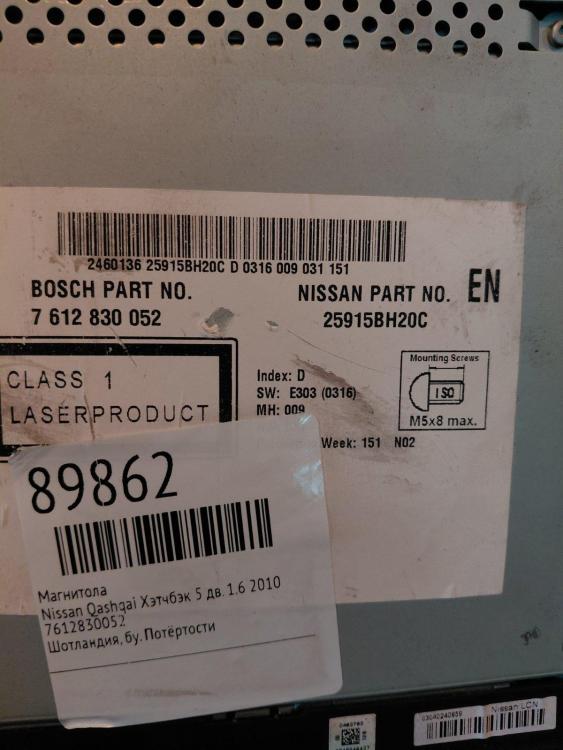 2460136 25915BH20C D 0316 009 031 151
BOSCH PART NO.
7 612 830 052
NISSAN PART NO.
25915BH20C
EN
CLASS 1
LASERPRODUCT
Index: D
SW: E303 (0316)
MH: 009
Week: 151 N02
Mounting Screws
ISO
M5x8 max.
89862
Магнитола
Nissan Qashqai Хэтчбэк 5 дв. 1.6 2010
7612830052
Шотландия, бу. Потёртости
03040240659
Nissan LCN